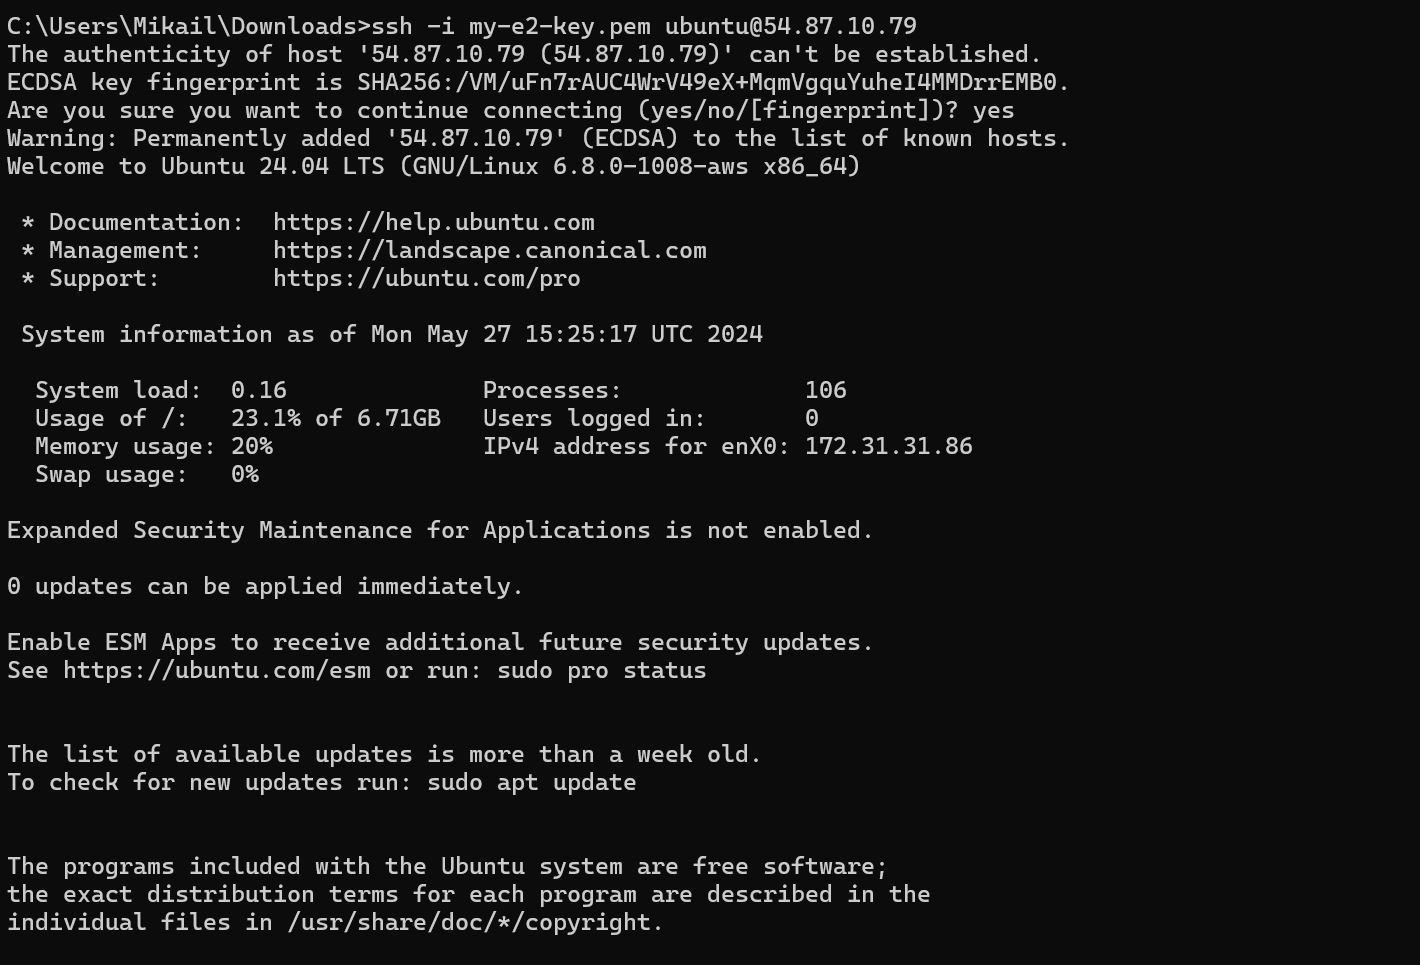 C:\Users\Mikail\Downloads>ssh -i my-e2-key.pem ubuntu@54.87.10.79
The authenticity of host '54.87.10.79 (54.87.10.79)' can't be established.
ECDSA key fingerprint is SHA256:/VM/uFn7rAUC4WrV49eX+MqmVgquYuheI4MMDrrEMB0.
Are you sure you want to continue connecting (yes/no/[fingerprint])? yes
Warning: Permanently added '54.87.10.79' (ECDSA) to the list of known hosts.
Welcome to Ubuntu 24.04 LTS (GNU/Linux 6.8.0-1008-aws x86_64)
* Documentation: https://help.ubuntu.com
* Management: https://landscape.canonical.com
* Support: https://ubuntu.com/pro
System information as of Mon May 27 15:25:17 UTC 2024
System load: 0.16 Processes: 106
Usage of /: 23.1% of 6.71GB Users logged in: 0
Memory usage: 20% IPv4 address for enX0: 172.31.31.86
Swap usage: 0%
Expanded Security Maintenance for Applications is not enabled.
0 updates can be applied immediately.
Enable ESM Apps to receive additional future security updates.
See https://ubuntu.com/esm or run: sudo pro status
The list of available updates is more than a week old.
To check for new updates run: sudo apt update
The programs included with the Ubuntu system are free software;
the exact distribution terms for each program are described in the
individual files in /usr/share/doc/*/copyright.